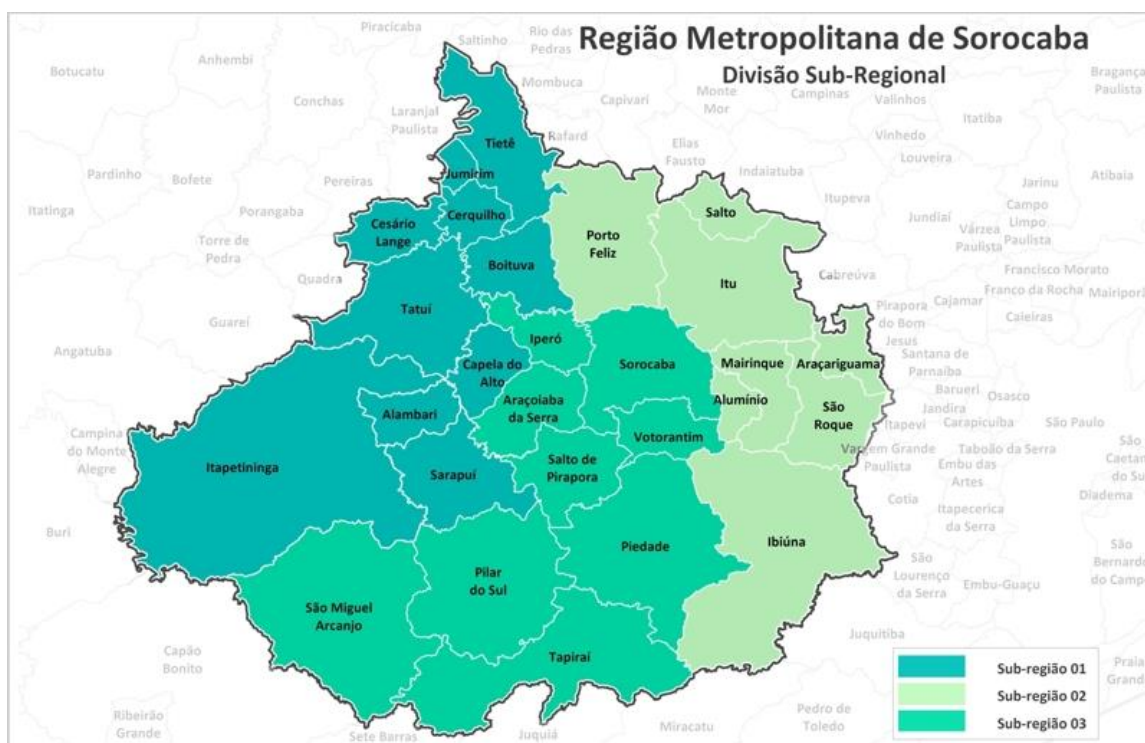 Região Metropolitana de Sorocaba
Divisão Sub-Regional
Piracicaba
Saltinho
Rio das
Pedras
Anhembi
Botucatu
Mombuca
Conchas
Laranjal
Paulista
Capivari
Monte
Mor
Campinas
Valinhos
Bragança
Paulista
Itatiba
Rafard
Elias
Fausto
Vinhedo
Louveira
Indaiatuba
Pardinho
Bofete
Pereiras
Jarinu
Atibaia
Itatinga
Porangaba
Itupeva
Jundiaí
Campo
Limpo
Paulista
Várzea
Paulista
Torre de
Pedra
Quadra
Cabreúva
Francisco Morato
Franco da Rocha
Mairiporã
Cajamar
Caieiras
Guareí
Pirapora
do Bom
Jesus
Santana de
Parnaíba
Angatuba
Barueri
Osasco
Jandira
Itapevi
Carapicuíba
São Paulo
Campina
do Monte
Alegre
Vargem Grande
Paulista
Taboão da Serra
Embu das
Artes
São
Caetano
do Sul
Diadema
Cotia
Itapecerica
da Serra
Buri
São
Lourenço
da Serra
Embu-Guaçu
São
Bernardo
do Camp
Juquitiba
Capão
Bonito
Praia
Grande
Ribeirão
Grande
Sete Barras
Juquiá
Miracatu
Pedro de
Toledo
Tietê
Jumirim
Cerquilho
Cesário
Lange
Boituva
Porto
Feliz
Salto
Itu
Tatuí
Iperó
Capela do
Alto
Sorocaba
Mairinque
Araçariguama
Alumínio
São
Roque
Araçoiaba
da Serra
Alambari
Votorantim
Itapetininga
Sarapuí
Salto de
Pirapora
Piedade
Ibiúna
Pilar
do Sul
São Miguel
Arcanjo
Tapiraí
Sub-região 01
Sub-região 02
Sub-região 03